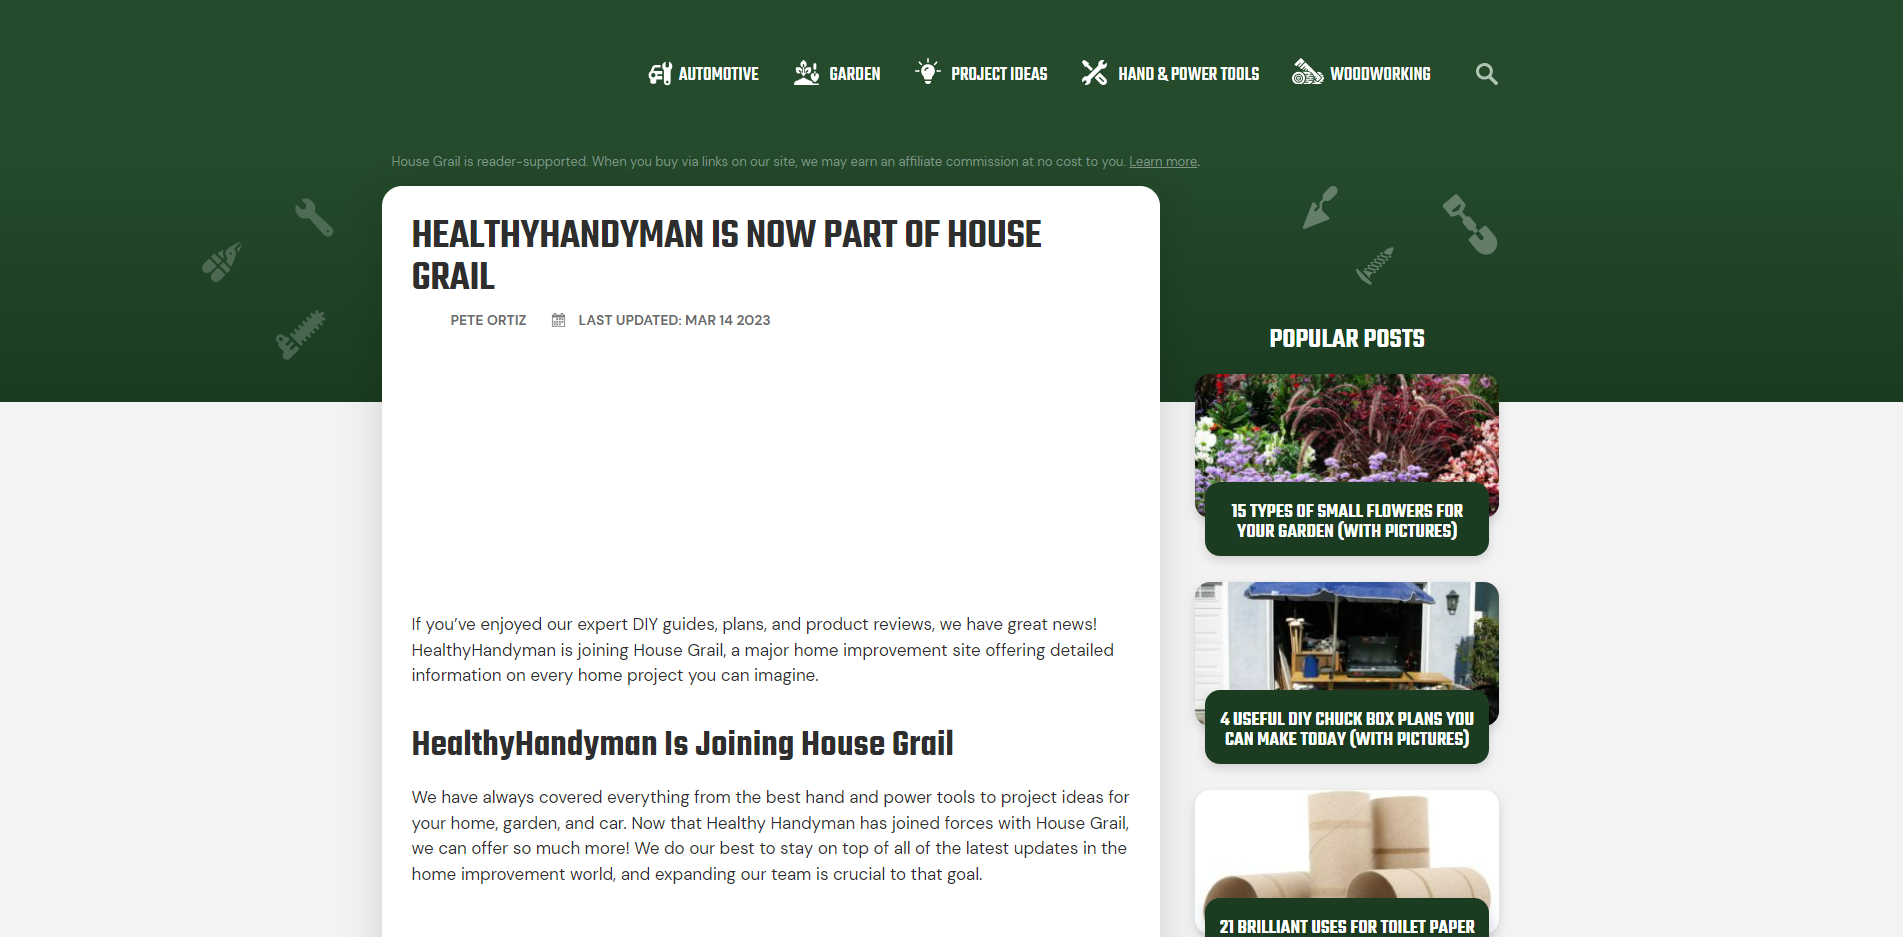 AUTOMOTIVE
GARDEN
PROJECT IDEAS
HAND & POWER TOOLS
WOODWORKING
House Grail is reader-supported. When you buy via links on our site, we may earn an affiliate commission at no cost to you. Learn more.
HEALTHYHANDYMAN IS NOW PART OF HOUSE
GRAIL
PETE ORTIZ
LAST UPDATED: MAR 14 2023
If you’ve enjoyed our expert DIY guides, plans, and product reviews, we have great news!
HealthyHandyman is joining House Grail, a major home improvement site offering detailed
information on every home project you can imagine.
HealthyHandyman Is Joining House Grail
We have always covered everything from the best hand and power tools to project ideas for
your home, garden, and car. Now that Healthy Handyman has joined forces with House Grail,
we can offer so much more! We do our best to stay on top of all of the latest updates in the
home improvement world, and expanding our team is crucial to that goal.
POPULAR POSTS
15 TYPES OF SMALL FLOWERS FOR
YOUR GARDEN (WITH PICTURES)
4 USEFUL DIY CHUCK BOX PLANS YOU
CAN MAKE TODAY (WITH PICTURES)
21 BRILLIANT USES FOR TOILET PAPER